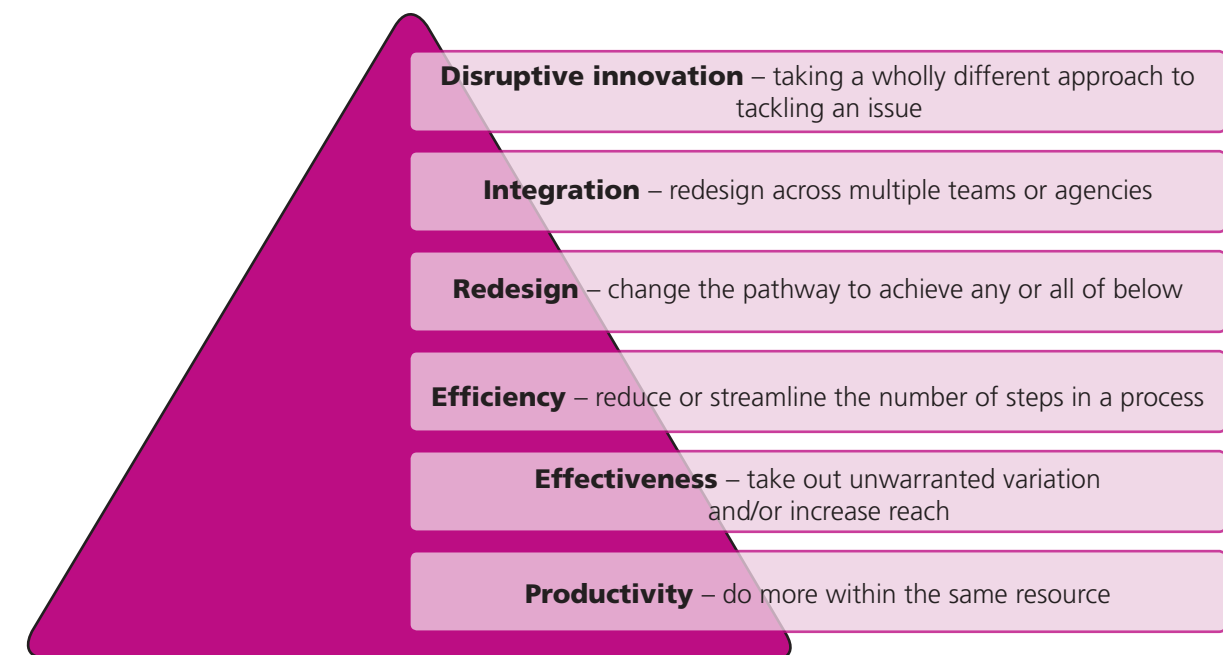 Disruptive innovation – taking a wholly different approach to
tackling an issue
Integration – redesign across multiple teams or agencies
Redesign – change the pathway to achieve any or all of below
Efficiency – reduce or streamline the number of steps in a process
Effectiveness – take out unwarranted variation
and/or increase reach
Productivity – do more within the same resource